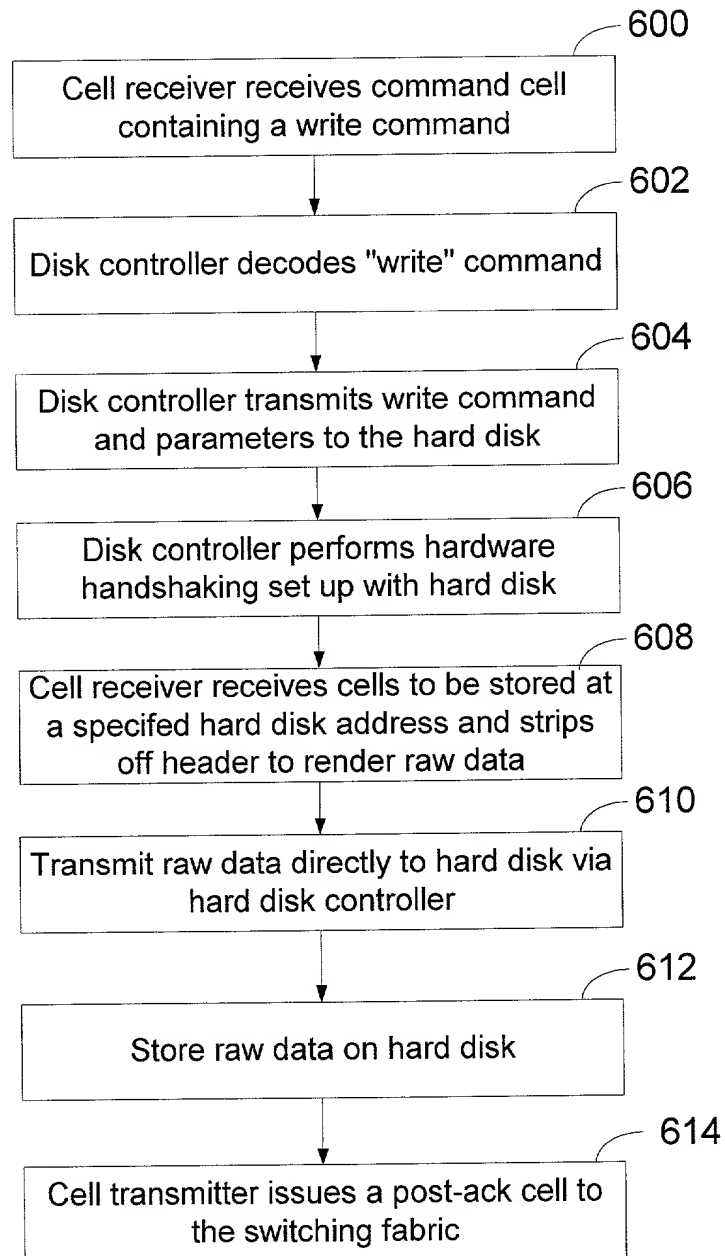 600
Cell receiver receives command cell
containing a write command
602
Disk controller decodes "write" command
604
Disk controller transmits write command
and parameters to the hard disk
606
Disk controller performs hardware
handshaking set up with hard disk
608
Cell receiver receives cells to be stored at
a specifed hard disk address and strips
off header to render raw data
610
Transmit raw data directly to hard disk via
hard disk controller
612
Store raw data on hard disk
614
Cell transmitter issues a post-ack cell to
the switching fabric